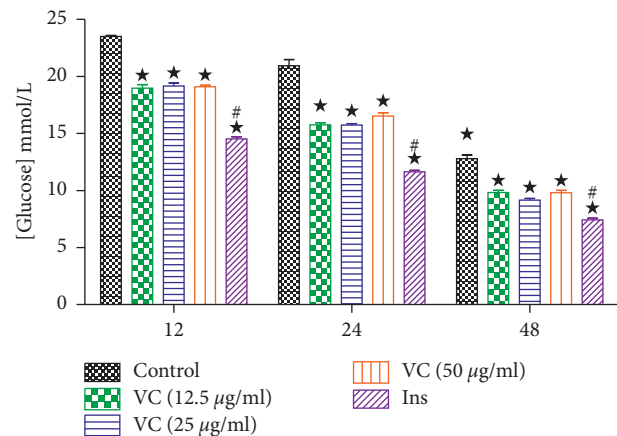 25
20
15
10
5
0
[Glucose] mmol/L
★ ★ ★ # ★
★ ★ ★ # ★
★ ★ ★ ★ # ★
12 24 48
Control
VC (12.5 µg/ml)
VC (25 µg/ml)
VC (50 µg/ml)
Ins